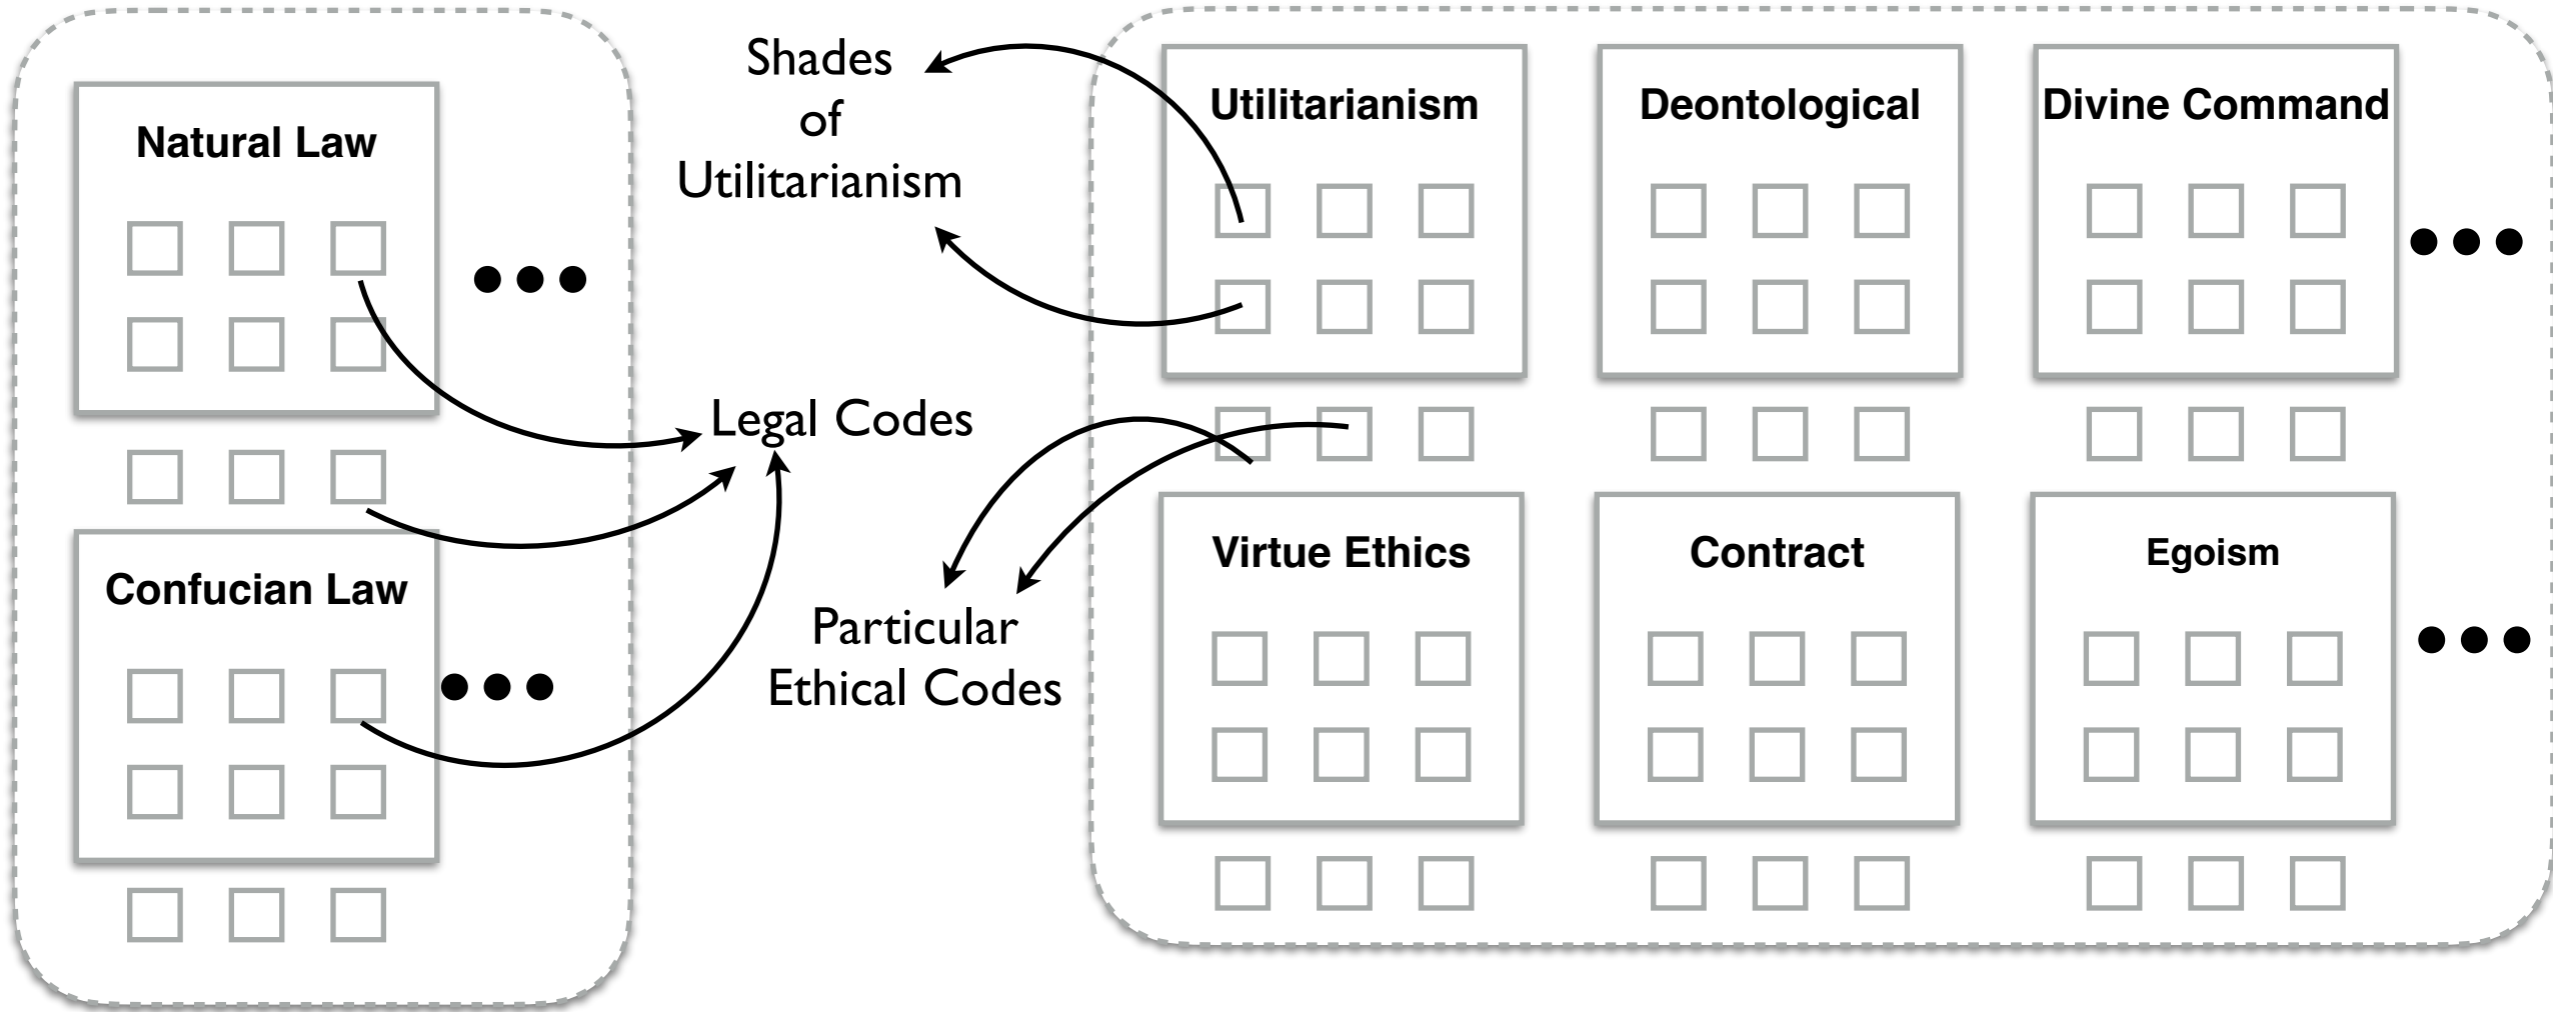 Natural Law
Confucian Law
Shades
of
Utilitarianism
Legal Codes
Particular
Ethical Codes
Utilitarianism
Deontological
Divine Command
Virtue Ethics
Contract
Egoism